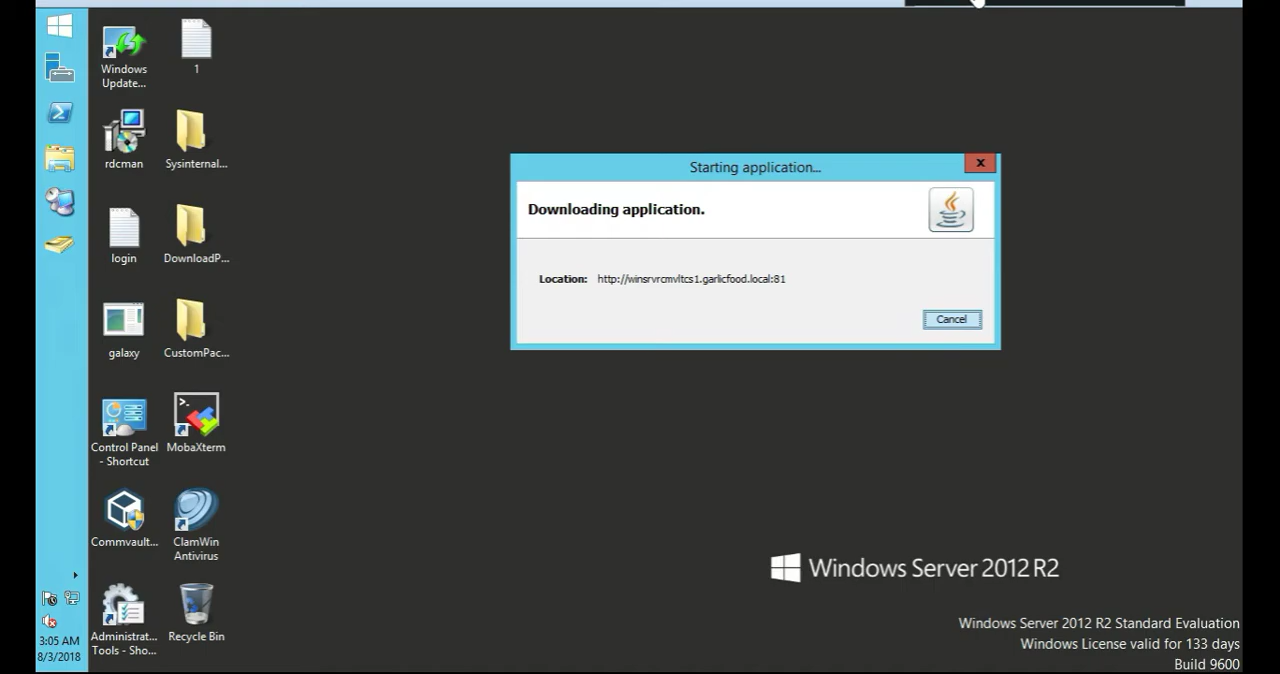 Windows
Update...
1
rdcman
Sysinternal...
login
DownloadP...
galaxy
CustomPac...
Control Panel
- Shortcut
MobaXterm
Commvault...
ClamWin
Antivirus
Administrat...
Tools - Sho...
Recycle Bin
3:05 AM
8/3/2018
Starting application...
Downloading application.
Location: http://winsrvrcmvltcs1.garlicfood.local:81
Cancel
Windows Server 2012 R2
Windows Server 2012 R2 Standard Evaluation
Windows License valid for 133 days
Build 9600